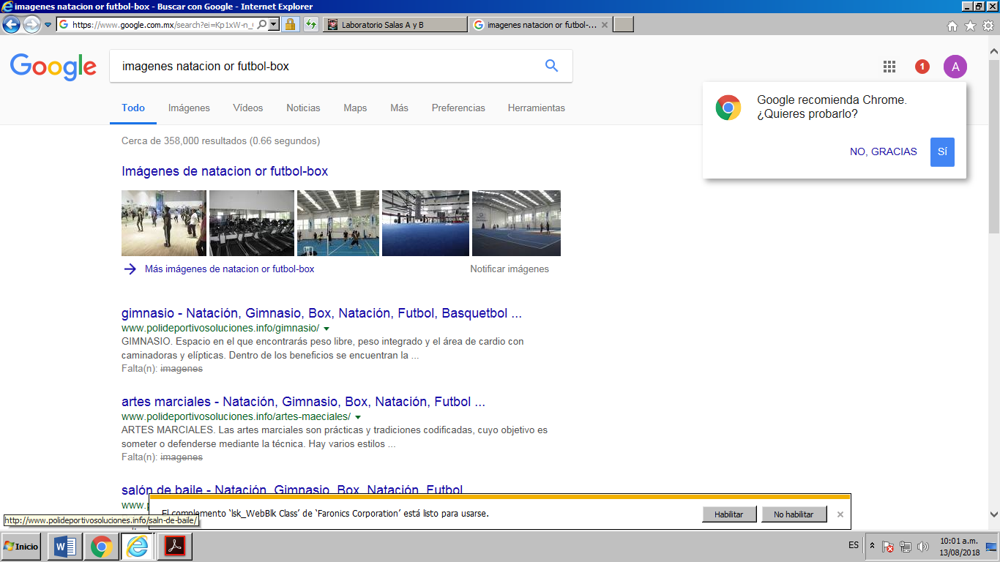 imagenes natacion or futbol-box - Buscar con Google - Internet Explorer
https://www.google.com.mx/search?ei=Kp1xW-n_
Laboratorio Salas A y B
imagenes natacion or futbol-...
Google
imagenes natacion or futbol-box
1
A
Todo
Imágenes
Vídeos
Noticias
Maps
Más
Preferencias
Herramientas
Google recomienda Chrome.
¿Quieres probarlo?
NO, GRACIAS
SÍ
Cerca de 358,000 resultados (0.66 segundos)
Imágenes de natacion or futbol-box
Más imágenes de natacion or futbol-box
Notificar imágenes
gimnasio - Natación, Gimnasio, Box, Natación, Futbol, Basquetbol ...
www.polideportivosoluciones.info/gimnasio/
GIMNASIO. Espacio en el que encontrarás peso libre, peso integrado y el área de cardio con
caminadoras y elípticas. Dentro de los beneficios se encuentran la ...
Falta(n): imagenes
artes marciales - Natación, Gimnasio, Box, Natación, Futbol ...
www.polideportivosoluciones.info/artes-maeciales/
ARTES MARCIALES. Las artes marciales son prácticas y tradiciones codificadas, cuyo objetivo es
someter o defenderse mediante la técnica. Hay varios estilos ...
Falta(n): imagenes
salón de baile - Natación, Gimnasio, Box, Natación, Futbol
www.p
El complemento 'lsk_WebBlk Class' de 'Faronics Corporation' está listo para usarse.
Habilitar
No habilitar
http://www.polideportivosoluciones.info/saln-de-baile/
Inicio
ES
10:01 a.m.
13/08/2018